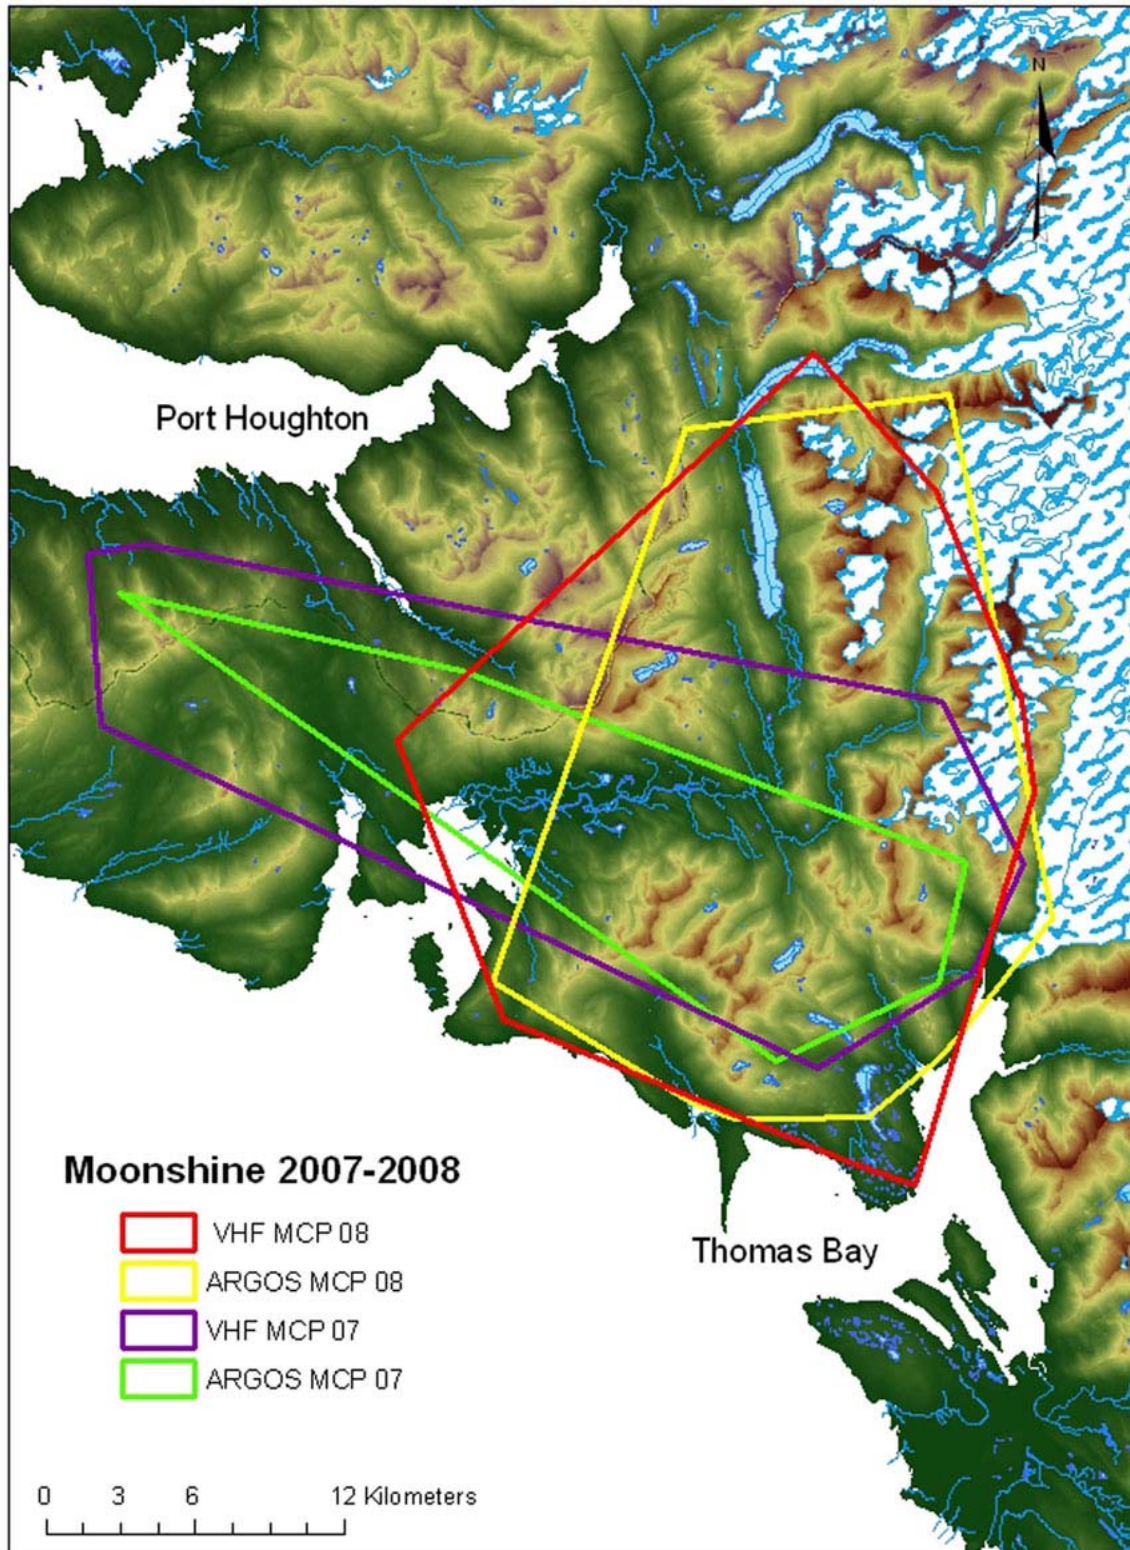 N
Port Houghton
Moonshine 2007-2008
VHF MCP 08
ARGOS MCP 08
VHF MCP 07
ARGOS MCP 07
Thomas Bay
0 3 6 12 Kilometers